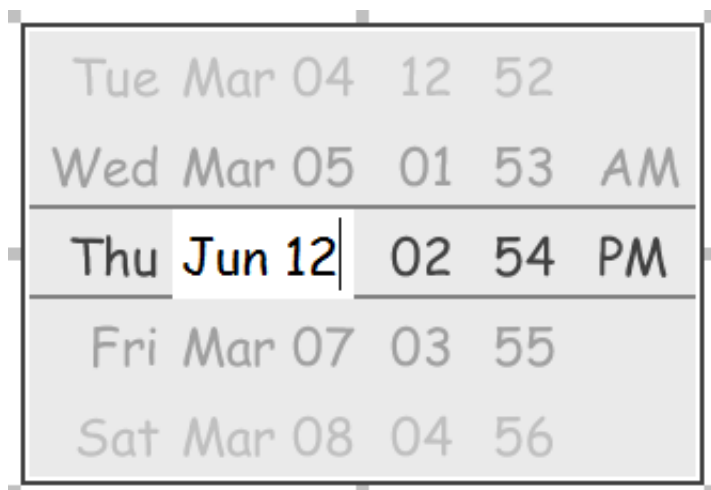 Tue Mar 04 12 52
Wed Mar 05 01 53 AM
Thu Jun 12 02 54 PM
Fri Mar 07 03 55
Sat Mar 08 04 56